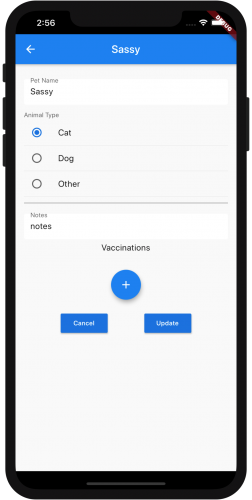 2:56
DEBUG
Sassy
Pet Name
Sassy
Animal Type
Cat
Dog
Other
Notes
notes
Vaccinations
+
Cancel
Update